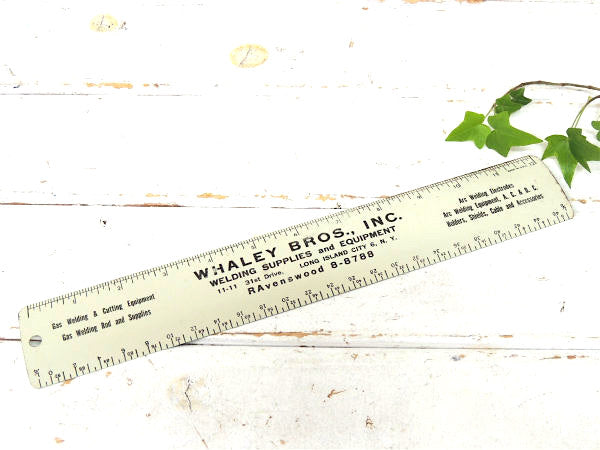 WHALEY BROS., INC.
WELDING SUPPLIES and EQUIPMENT
11-11 31st Drive, LONG ISLAND CITY 6, N. Y.
RAvenswood 8-8788
Gas Welding & Cutting Equipment
Gas Welding Rod and Supplies
Arc Welding Electrodes
Arc Welding Equipment, A. C. & D. C.
Holders, Shields, Cable and Accessories